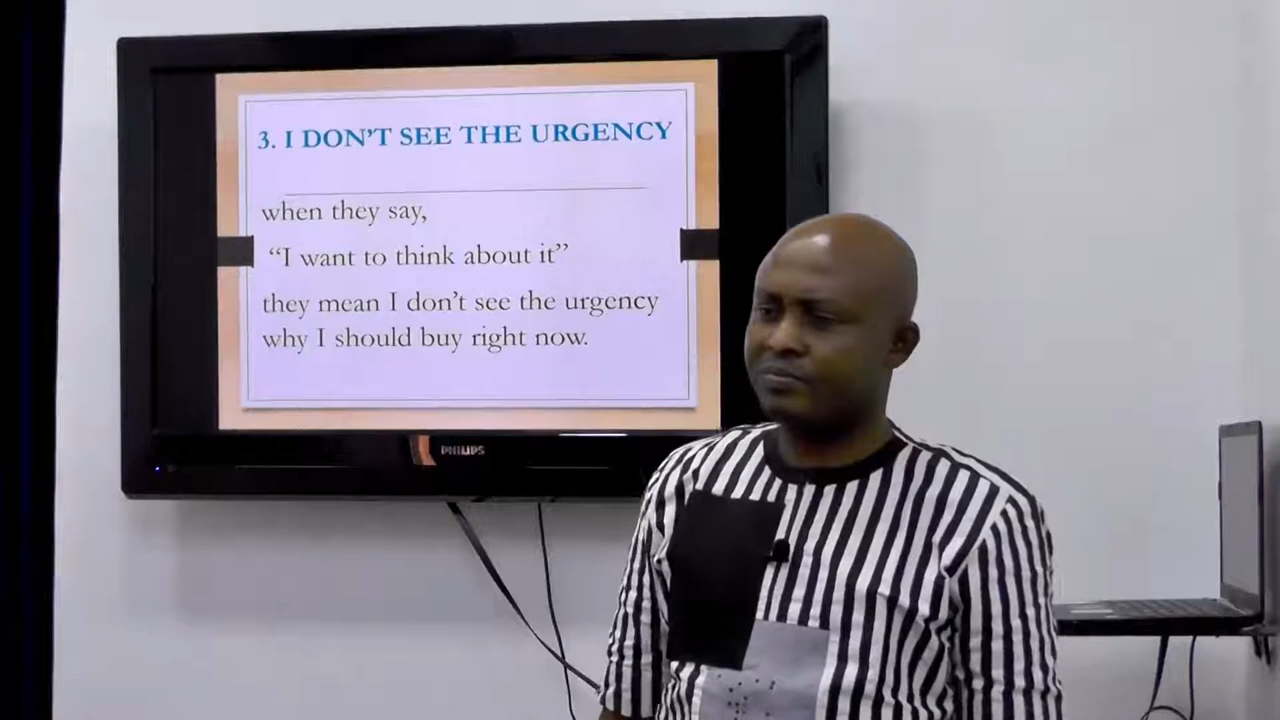 3. I DON'T SEE THE URGENCY
when they say,
“I want to think about it”
they mean I don't see the urgency
why I should buy right now.
PHILIPS